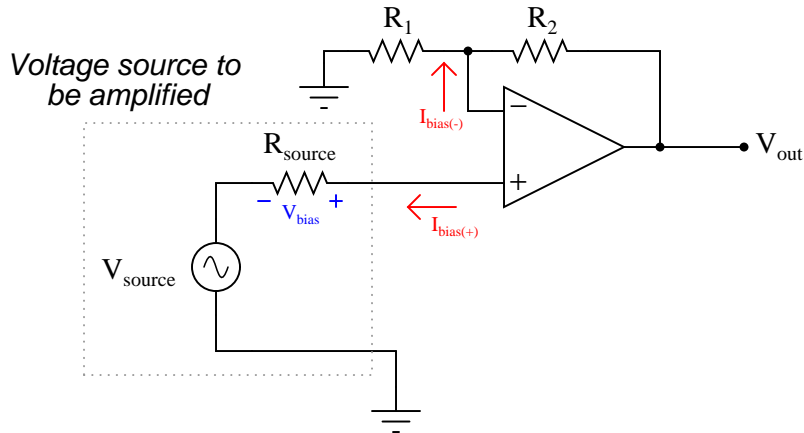 R1 R2
Voltage source to
be amplified
−
Ibias(-)
Rsource
Vout
+
− +
Vbias
Ibias(+)
Vsource